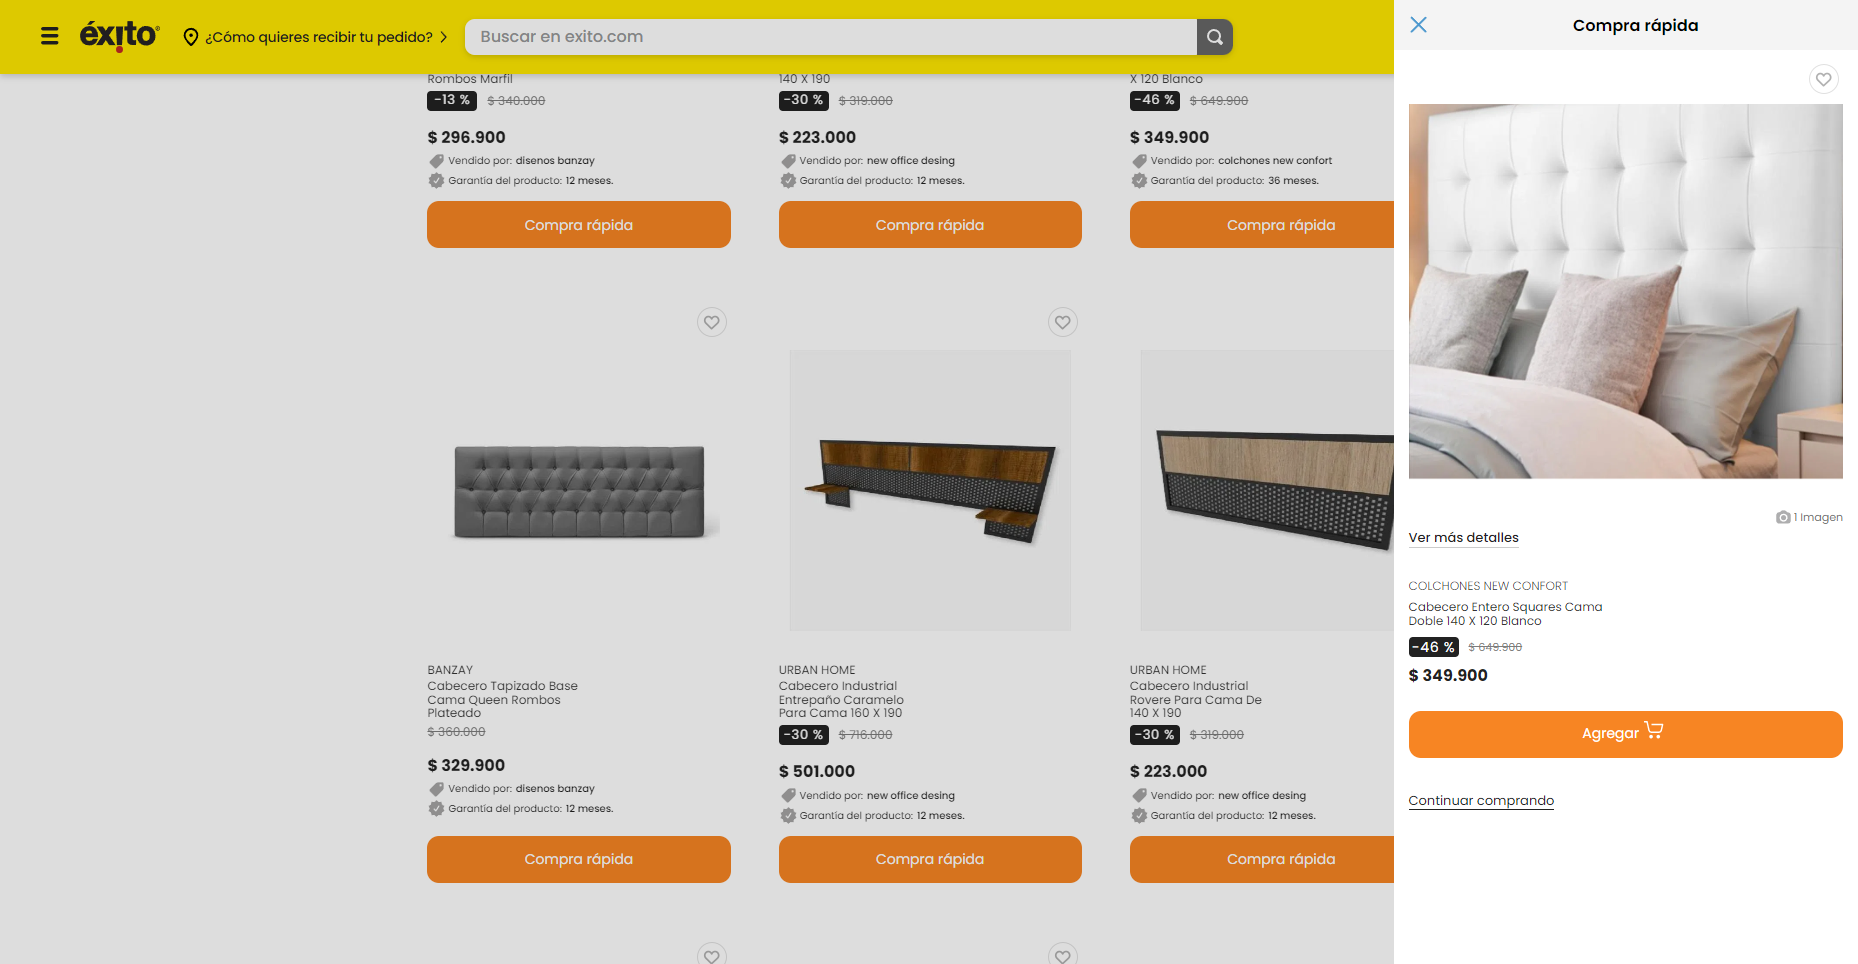 éxito
¿Cómo quieres recibir tu pedido?
Buscar en exito.com
Rombos Marfil
-13 % $ 340.000
$ 296.900
Vendido por: disenos banzay
Garantía del producto: 12 meses.
Compra rápida
140 X 190
-30 % $ 319.000
$ 223.000
Vendido por: new office desing
Garantía del producto: 12 meses.
Compra rápida
X 120 Blanco
-46 % $ 649.900
$ 349.900
Vendido por: colchones new confort
Garantía del producto: 36 meses.
Compra rápida
BANZAY
Cabecero Tapizado Base
Cama Queen Rombos
Plateado
$ 360.000
$ 329.900
Vendido por: disenos banzay
Garantía del producto: 12 meses.
Compra rápida
URBAN HOME
Cabecero Industrial
Entrepaño Caramelo
Para Cama 160 X 190
-30 % $ 716.000
$ 501.000
Vendido por: new office desing
Garantía del producto: 12 meses.
Compra rápida
URBAN HOME
Cabecero Industrial
Rovere Para Cama De
140 X 190
-30 % $ 319.000
$ 223.000
Vendido por: new office desing
Garantía del producto: 12 meses.
Compra rápida
Compra rápida
1 Imagen
Ver más detalles
COLCHONES NEW CONFORT
Cabecero Entero Squares Cama
Doble 140 X 120 Blanco
-46 % $ 649.900
$ 349.900
Agregar
Continuar comprando